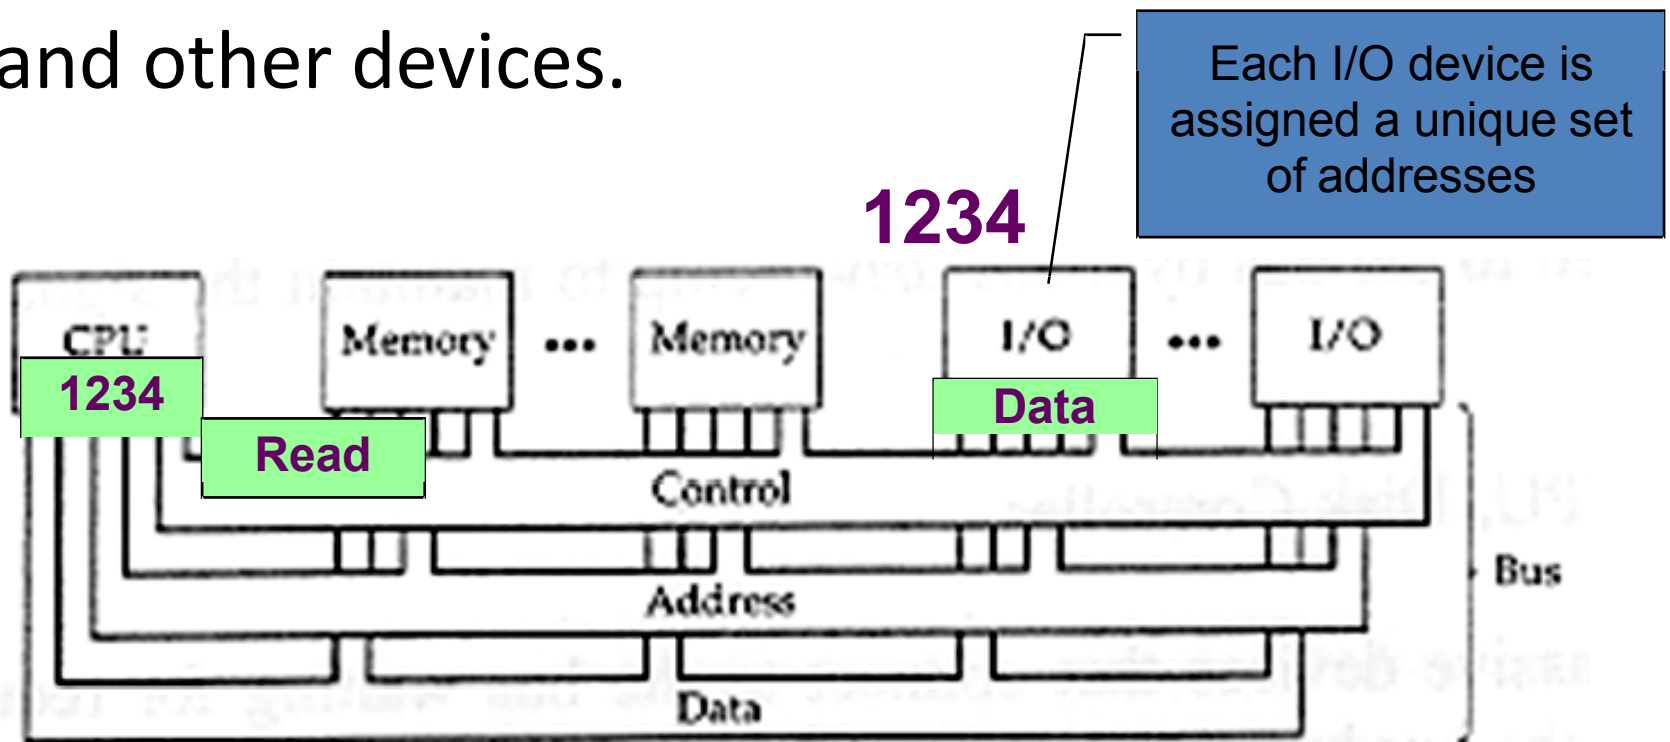 and other devices.
Each I/O device is
assigned a unique set
of addresses
1234
CPU
Memory
•••
Memory
I/O
•••
I/O
1234
Data
Read
Control
Address
Bus
Data